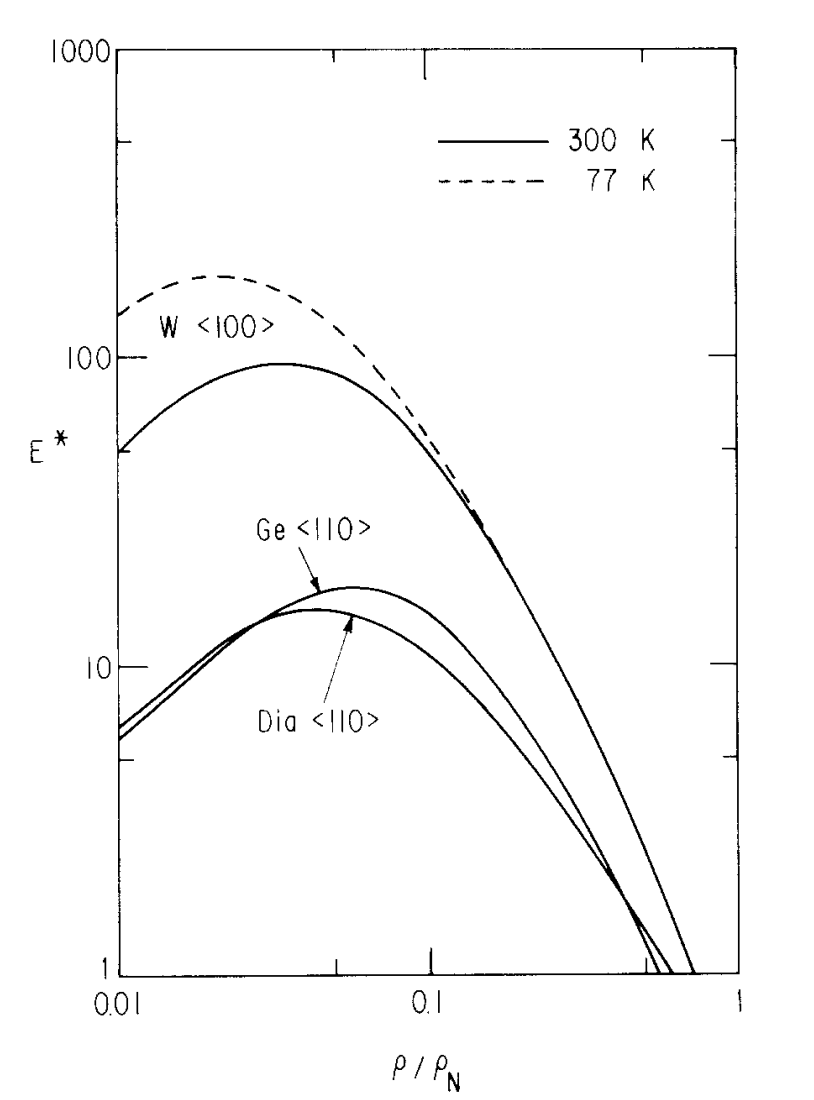 1000
300 K
77 K
W <100>
100
E*
Ge <110>
10
Dia <110>
1
0.01
0.1
1
ρ / ρN